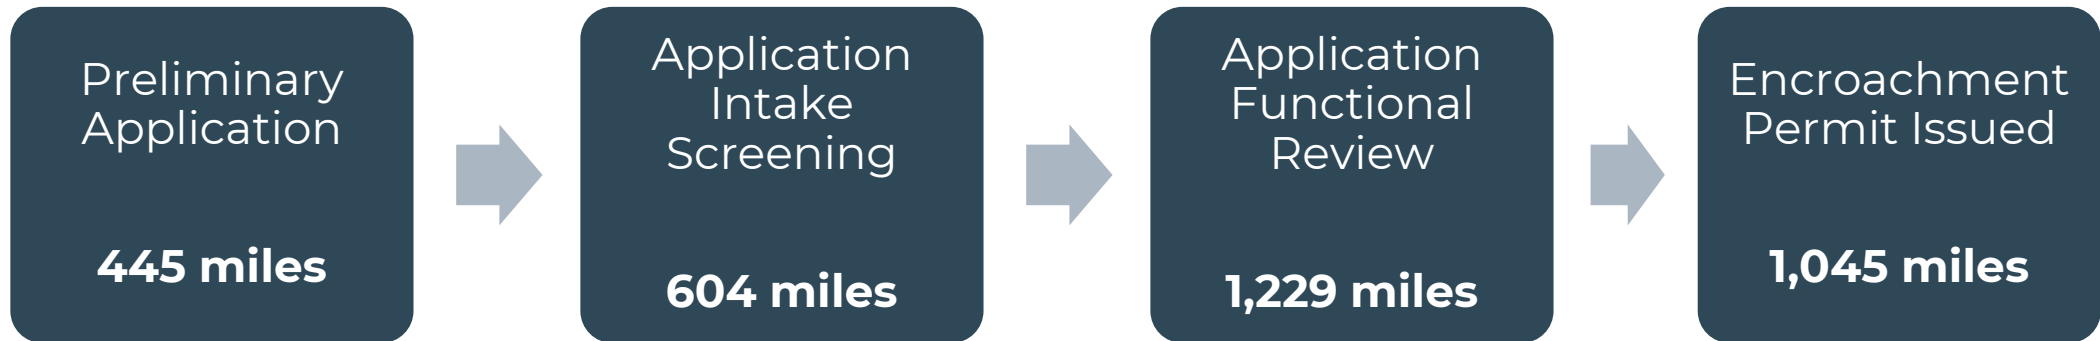 Preliminary
Application
445 miles
Application
Intake
Screening
604 miles
Application
Functional
Review
1,229 miles
Encroachment
Permit Issued
1,045 miles